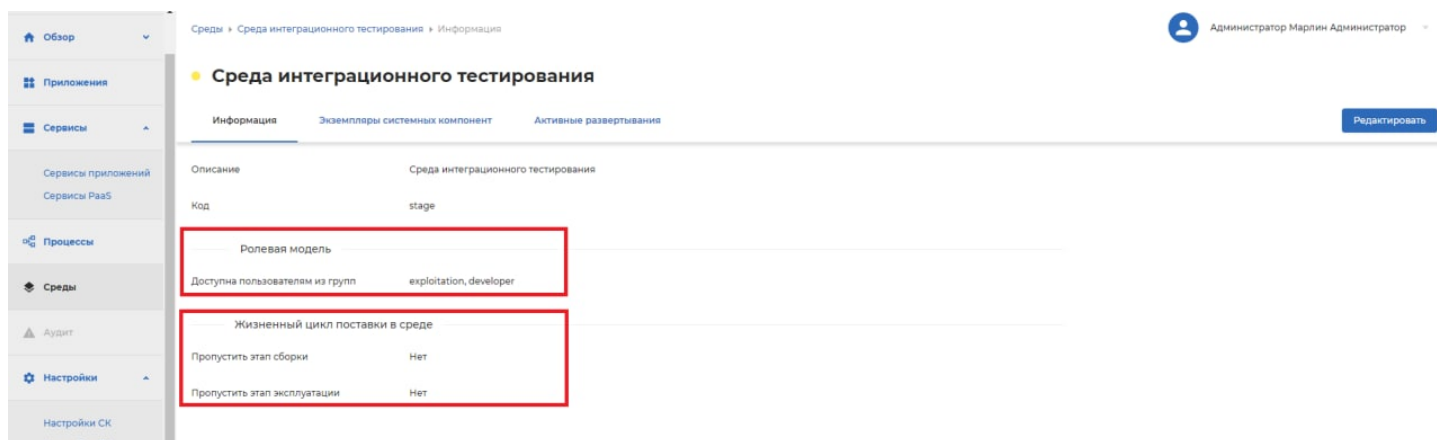 Обзор
Приложения
Сервисы
Сервисы приложений
Сервисы PaaS
Процессы
Среды
Аудит
Настройки
Настройки СК
Среды › Среда интеграционного тестирования › Информация
Администратор Марлин Администратор
Среда интеграционного тестирования
Информация Экземпляры системных компонент Активные развертывания
Редактировать
Описание Среда интеграционного тестирования
Код stage
Ролевая модель
Доступна пользователям из групп exploitation, developer
Жизненный цикл поставки в среде
Пропустить этап сборки Нет
Пропустить этап эксплуатации Нет